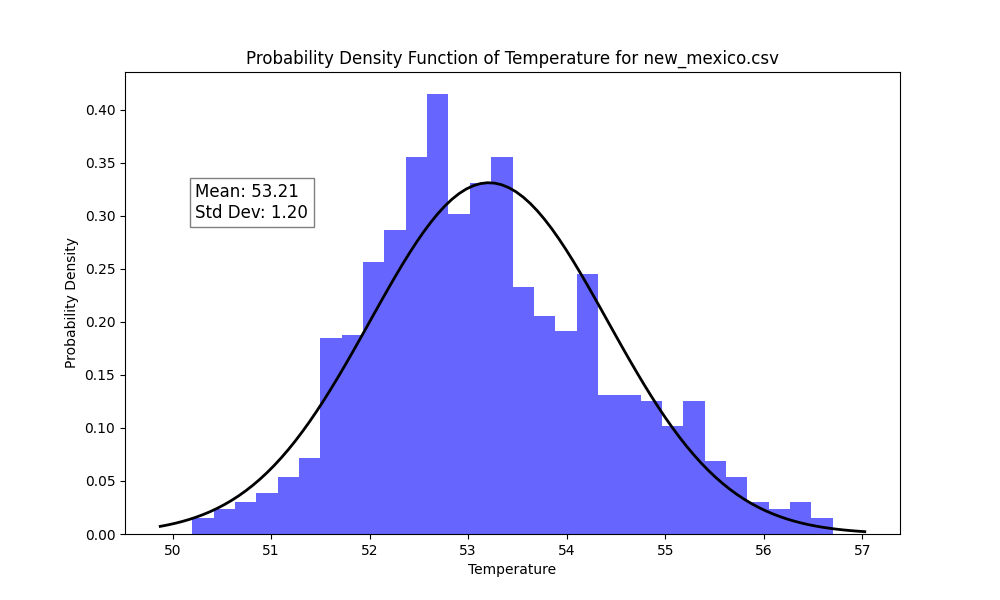 Probability Density Function of Temperature for new_mexico.csv
0.40
0.35
0.30
0.25
0.20
0.15
0.10
0.05
0.00
Probability Density
Mean: 53.21
Std Dev: 1.20
50 51 52 53 54 55 56 57
Temperature